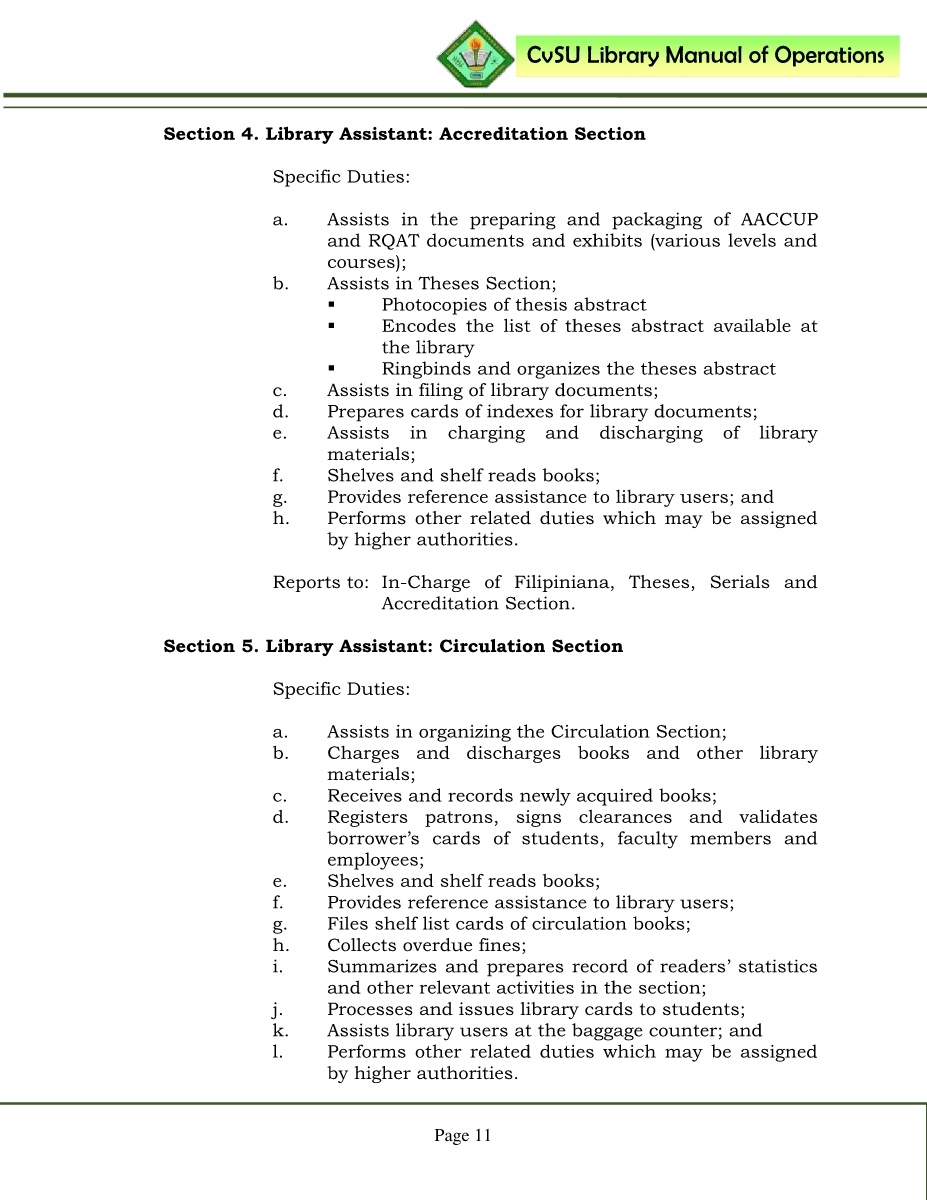 CvSU Library Manual of Operations
Section 4. Library Assistant: Accreditation Section
Specific Duties:
a. Assists in the preparing and packaging of AACCUP
and RQAT documents and exhibits (various levels and
courses);
b. Assists in Theses Section;
▪ Photocopies of thesis abstract
▪ Encodes the list of theses abstract available at
the library
▪ Ringbinds and organizes the theses abstract
c. Assists in filing of library documents;
d. Prepares cards of indexes for library documents;
e. Assists in charging and discharging of library
materials;
f. Shelves and shelf reads books;
g. Provides reference assistance to library users; and
h. Performs other related duties which may be assigned
by higher authorities.
Reports to: In-Charge of Filipiniana, Theses, Serials and
Accreditation Section.
Section 5. Library Assistant: Circulation Section
Specific Duties:
a. Assists in organizing the Circulation Section;
b. Charges and discharges books and other library
materials;
c. Receives and records newly acquired books;
d. Registers patrons, signs clearances and validates
borrower’s cards of students, faculty members and
employees;
e. Shelves and shelf reads books;
f. Provides reference assistance to library users;
g. Files shelf list cards of circulation books;
h. Collects overdue fines;
i. Summarizes and prepares record of readers’ statistics
and other relevant activities in the section;
j. Processes and issues library cards to students;
k. Assists library users at the baggage counter; and
l. Performs other related duties which may be assigned
by higher authorities.
Page 11